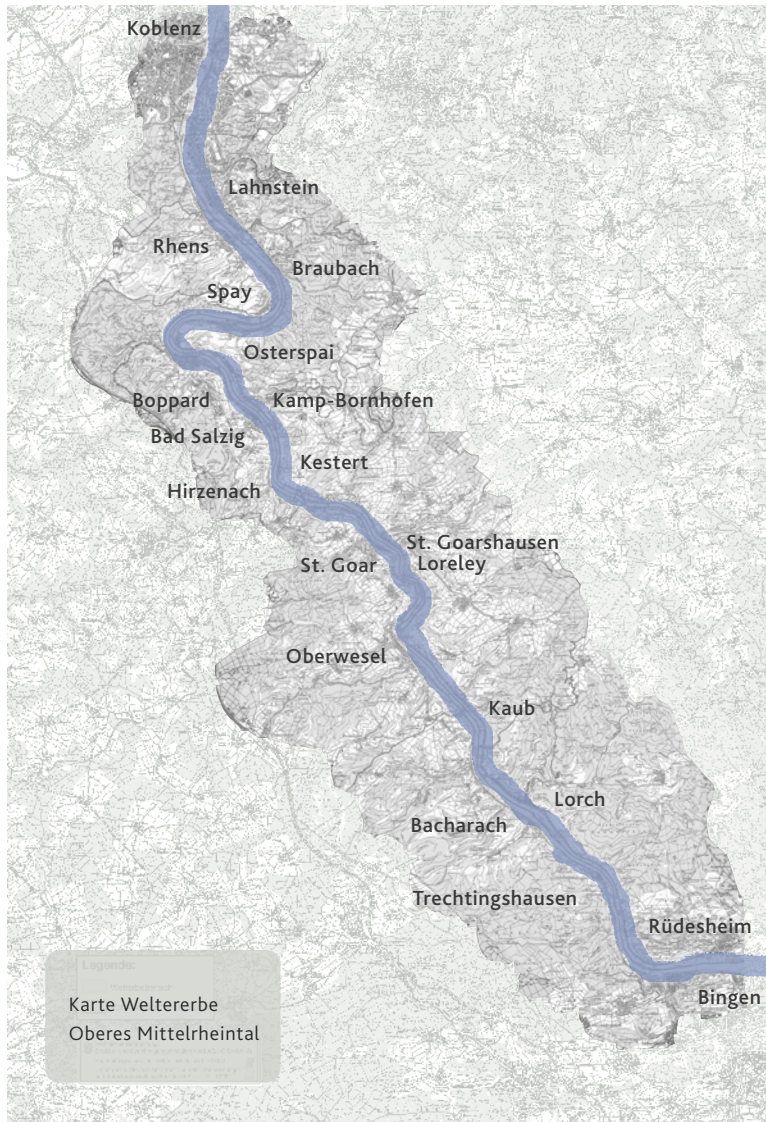 Koblenz
Lahnstein
Rhens
Braubach
Spay
Osterspai
Boppard
Kamp-Bornhofen
Bad Salzig
Kestert
Hirzenach
St. Goarshausen
St. Goar
Loreley
Oberwesel
Kaub
Lorch
Bacharach
Trechtingshausen
Rüdesheim
Legende:
Bingen
Karte Weltererbe
Oberes Mittelrheintal